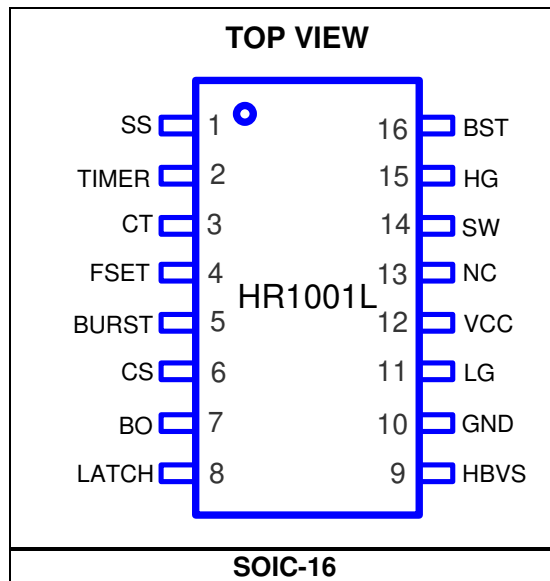 TOP VIEW
SS 1 16 BST
TIMER 2 15 HG
CT 3 14 SW
FSET 4 13 NC
HR1001L
BURST 5 12 VCC
CS 6 11 LG
BO 7 10 GND
LATCH 8 9 HBVS
SOIC-16